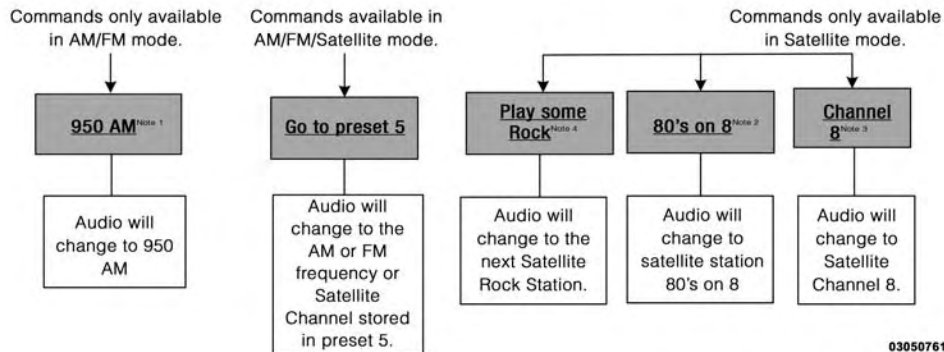 Commands only available
in AM/FM mode.
Commands available in
AM/FM/Satellite mode.
Commands only available
in Satellite mode.
950 AM Note 1
Go to preset 5
Play some
Rock Note 4
80's on 8 Note 2
Channel
8 Note 3
Audio will
change to 950
AM
Audio will
change to the
AM or FM
frequency or
Satellite
Channel stored
in preset 5.
Audio will
change to the
next Satellite
Rock Station.
Audio will
change to
satellite station
80's on 8
Audio will
change to
Satellite
Channel 8.
03050761